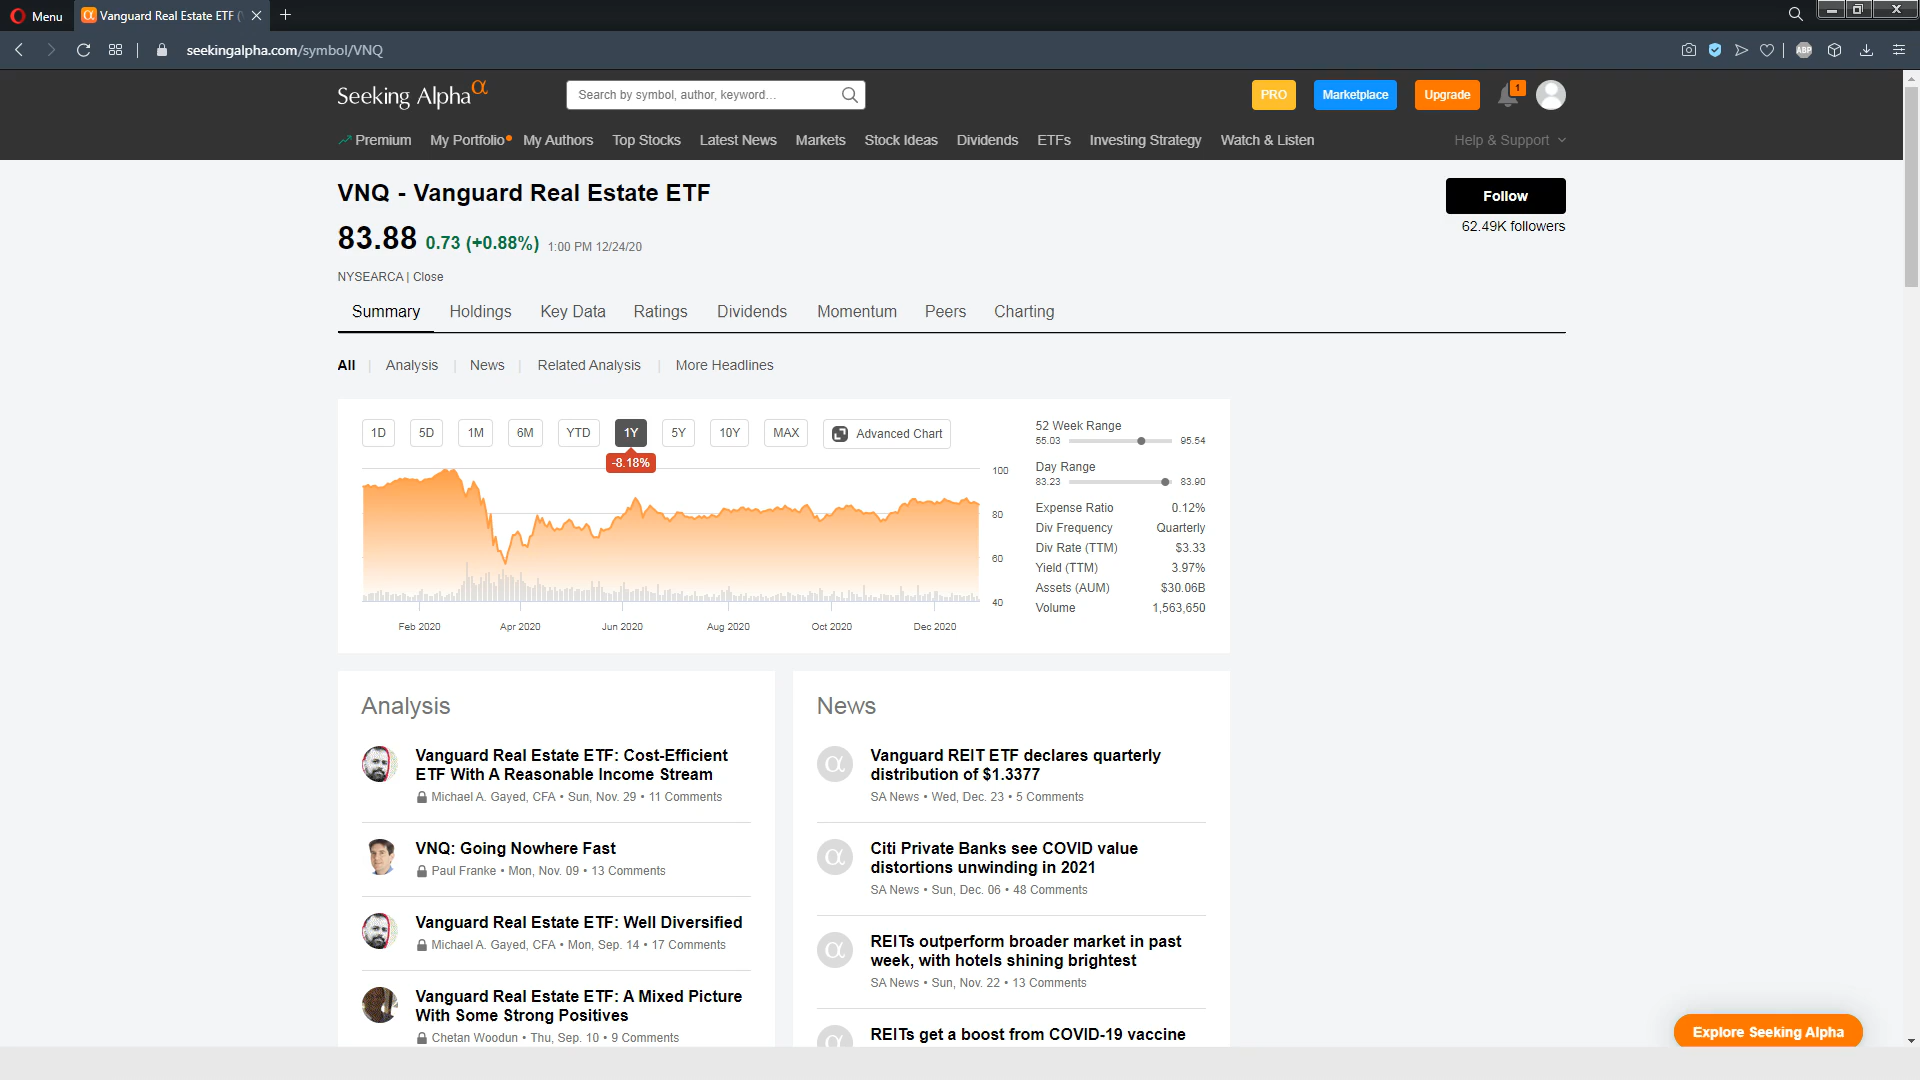 Menu
Vanguard Real Estate ETF (
seekingalpha.com/symbol/VNQ
ABP
Seeking Alpha α
Search by symbol, author, keyword...
PRO
Marketplace
Upgrade
1
Premium
My Portfolio
My Authors
Top Stocks
Latest News
Markets
Stock Ideas
Dividends
ETFs
Investing Strategy
Watch & Listen
Help & Support
VNQ - Vanguard Real Estate ETF
Follow
62.49K followers
83.88 0.73 (+0.88%) 1:00 PM 12/24/20
NYSEARCA | Close
Summary
Holdings
Key Data
Ratings
Dividends
Momentum
Peers
Charting
All | Analysis | News | Related Analysis | More Headlines
1D
5D
1M
6M
YTD
1Y
5Y
10Y
MAX
Advanced Chart
-8.18%
100
80
60
40
Feb 2020
Apr 2020
Jun 2020
Aug 2020
Oct 2020
Dec 2020
52 Week Range
55.03 95.54
Day Range
83.23 83.90
Expense Ratio 0.12%
Div Frequency Quarterly
Div Rate (TTM) $3.33
Yield (TTM) 3.97%
Assets (AUM) $30.06B
Volume 1,563,650
Analysis
Vanguard Real Estate ETF: Cost-Efficient
ETF With A Reasonable Income Stream
Michael A. Gayed, CFA • Sun, Nov. 29 • 11 Comments
VNQ: Going Nowhere Fast
Paul Franke • Mon, Nov. 09 • 13 Comments
Vanguard Real Estate ETF: Well Diversified
Michael A. Gayed, CFA • Mon, Sep. 14 • 17 Comments
Vanguard Real Estate ETF: A Mixed Picture
With Some Strong Positives
Chetan Woodun • Thu, Sep. 10 • 9 Comments
News
α
Vanguard REIT ETF declares quarterly
distribution of $1.3377
SA News • Wed, Dec. 23 • 5 Comments
α
Citi Private Banks see COVID value
distortions unwinding in 2021
SA News • Sun, Dec. 06 • 48 Comments
α
REITs outperform broader market in past
week, with hotels shining brightest
SA News • Sun, Nov. 22 • 13 Comments
α
REITs get a boost from COVID-19 vaccine
Explore Seeking Alpha